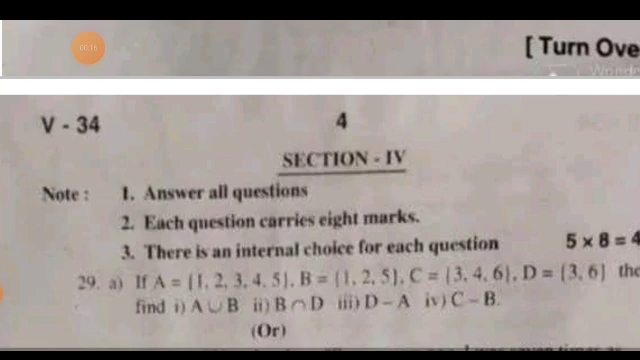 00:16
[ Turn Ove
V - 34
4
SECTION - IV
Note : 1. Answer all questions
2. Each question carries eight marks.
3. There is an internal choice for each question 5 × 8 = 4
29. a) If A = {1, 2, 3, 4, 5}, B = {1, 2, 5}, C = {3, 4, 6}, D = {3, 6} the
find i) A ∪ B ii) B ∩ D iii) D – A iv) C – B.
(Or)